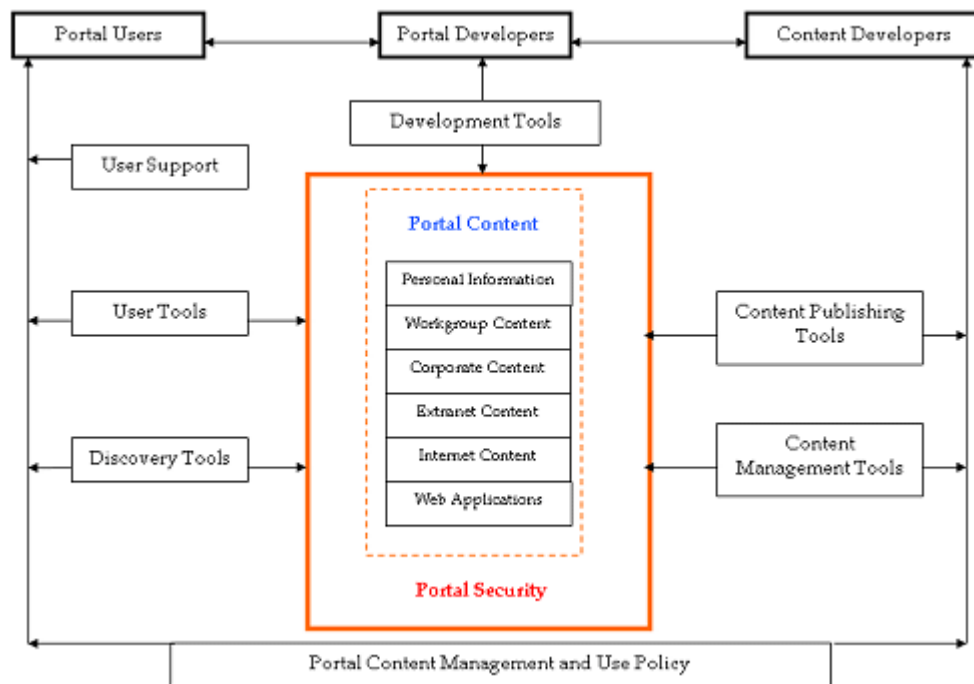 Portal Users
Portal Developers
Content Developers
Development Tools
User Support
Portal Content
Personal Information
User Tools
Content Publishing
Tools
Workgroup Content
Corporate Content
Extranet Content
Discovery Tools
Internet Content
Content
Management Tools
Web Applications
Portal Security
Portal Content Management and Use Policy